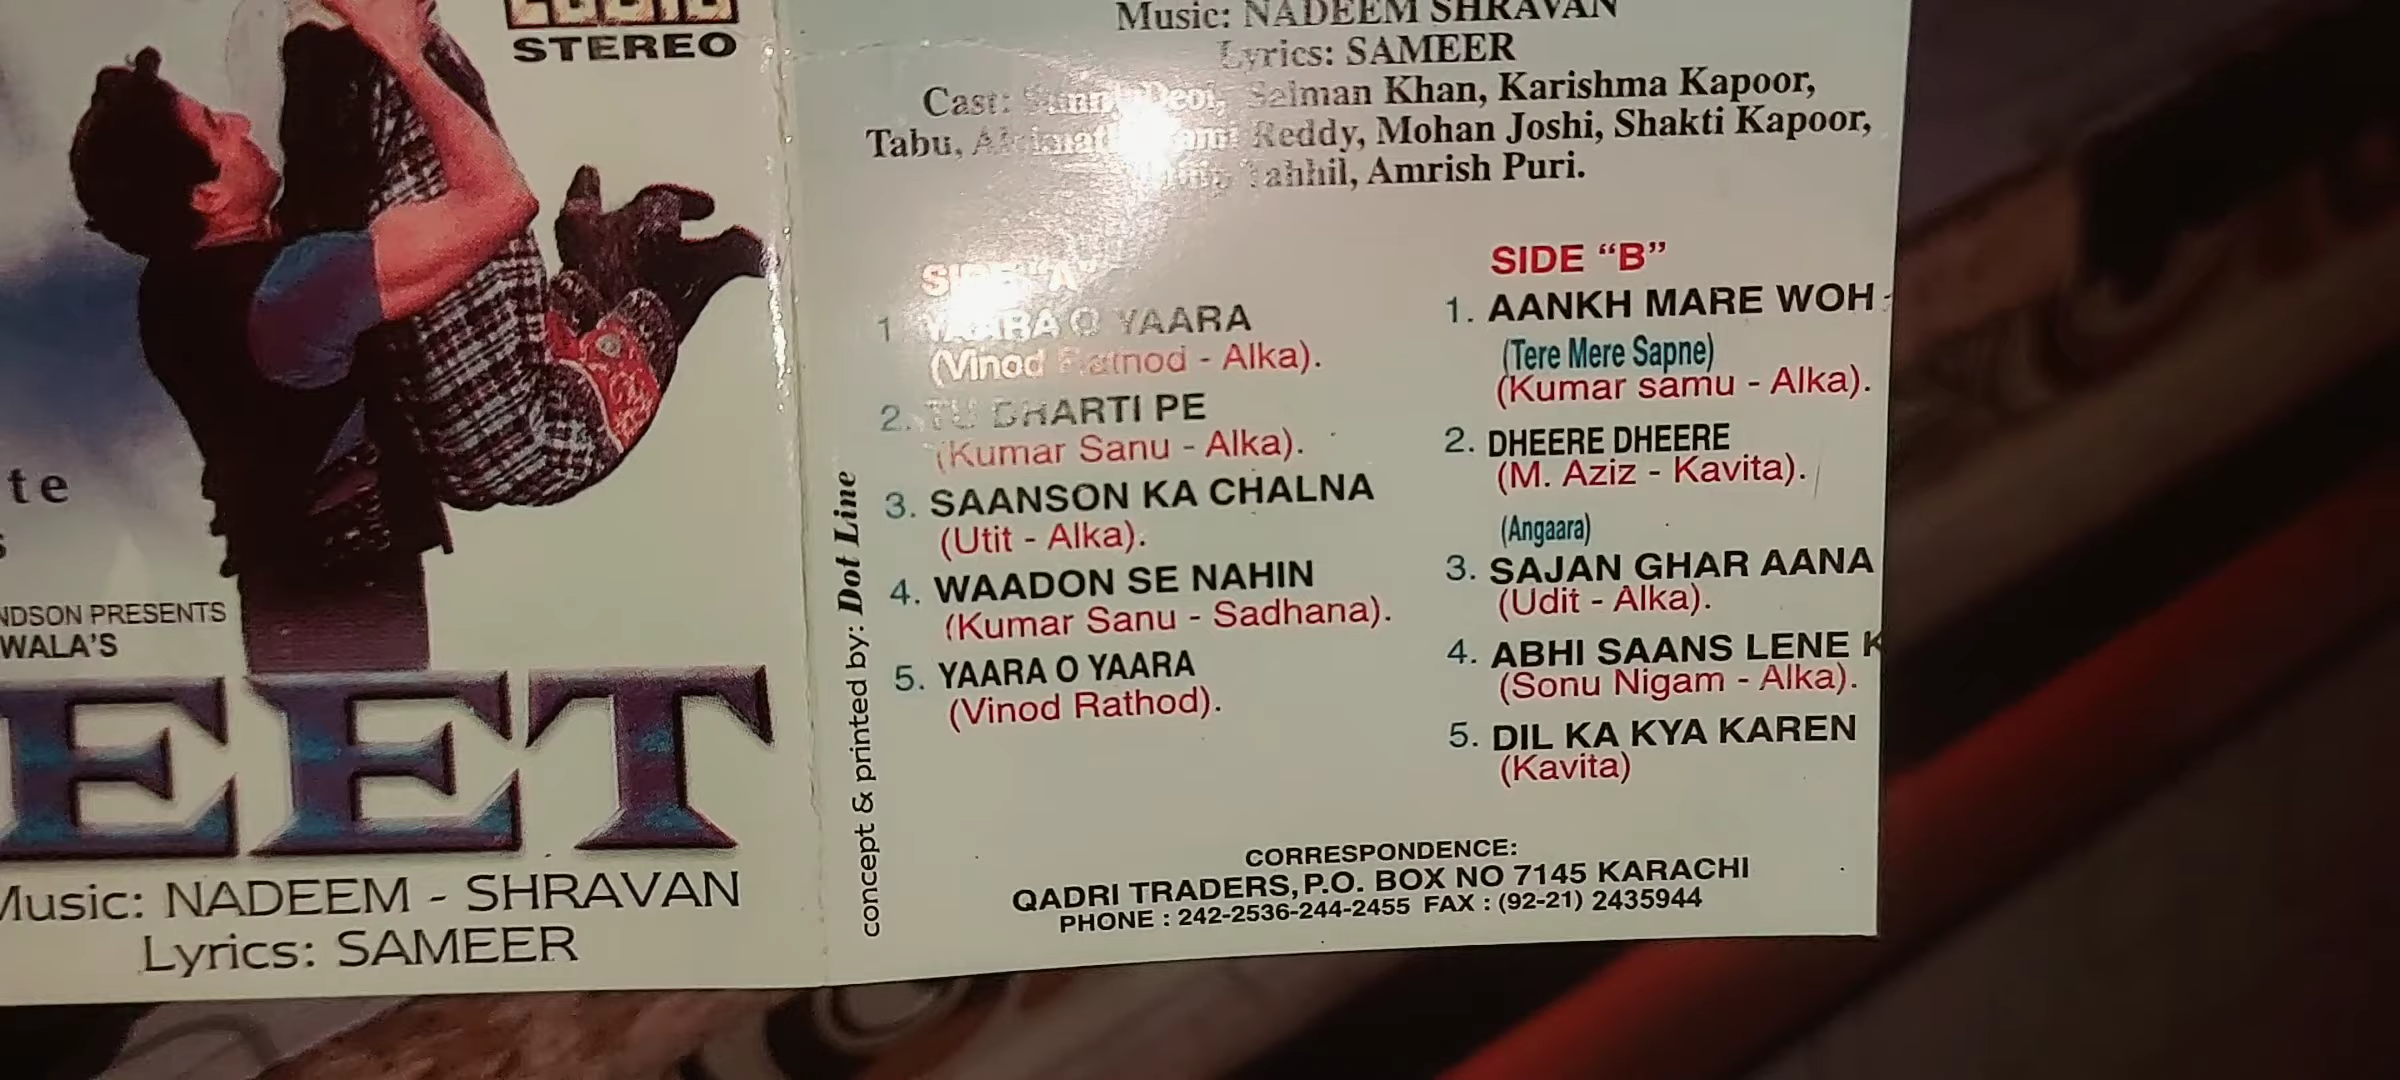 STEREO
te
NDSON PRESENTS
WALA'S
EET
Music: NADEEM - SHRAVAN
Lyrics: SAMEER
concept & printed by: Dot Line
Music: NADEEM SHRAVAN
Lyrics: SAMEER
Cast: Salman Khan, Karishma Kapoor,
Tabu, Reddy, Mohan Joshi, Shakti Kapoor,
Tahhil, Amrish Puri.
SIDE "A"
1 YAARA O YAARA
(Vinod Rathod - Alka).
2. TU DHARTI PE
(Kumar Sanu - Alka).
3. SAANSON KA CHALNA
(Utit - Alka).
4. WAADON SE NAHIN
(Kumar Sanu - Sadhana).
5. YAARA O YAARA
(Vinod Rathod).
SIDE "B"
1. AANKH MARE WOH
(Tere Mere Sapne)
(Kumar samu - Alka).
2. DHEERE DHEERE
(M. Aziz - Kavita).
(Angaara)
3. SAJAN GHAR AANA
(Udit - Alka).
4. ABHI SAANS LENE K
(Sonu Nigam - Alka).
5. DIL KA KYA KAREN
(Kavita)
CORRESPONDENCE:
QADRI TRADERS, P.O. BOX NO 7145 KARACHI
PHONE : 242-2536-244-2455 FAX : (92-21) 2435944